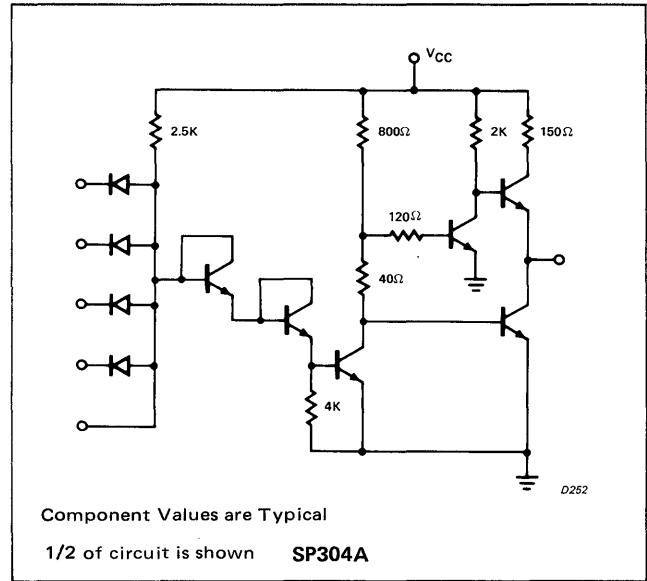 VCC
2.5K
800Ω
2K
150Ω
120Ω
40Ω
4K
D252
Component Values are Typical
1/2 of circuit is shown SP304A